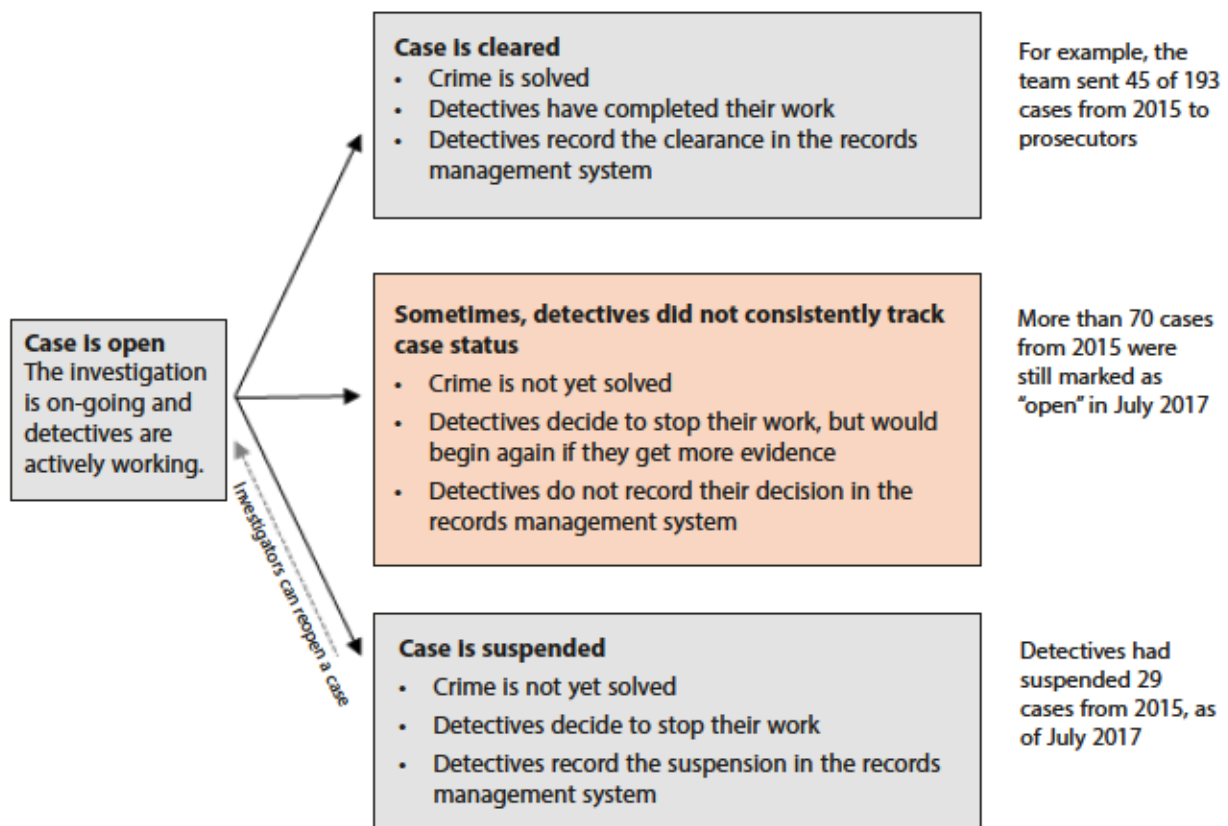 Case is cleared
• Crime is solved
• Detectives have completed their work
• Detectives record the clearance in the records
management system
For example, the
team sent 45 of 193
cases from 2015 to
prosecutors
Case is open
The investigation
is on-going and
detectives are
actively working.
Sometimes, detectives did not consistently track
case status
• Crime is not yet solved
• Detectives decide to stop their work, but would
begin again if they get more evidence
• Detectives do not record their decision in the
records management system
More than 70 cases
from 2015 were
still marked as
“open” in July 2017
Investigators can reopen a case
Case is suspended
• Crime is not yet solved
• Detectives decide to stop their work
• Detectives record the suspension in the records
management system
Detectives had
suspended 29
cases from 2015, as
of July 2017